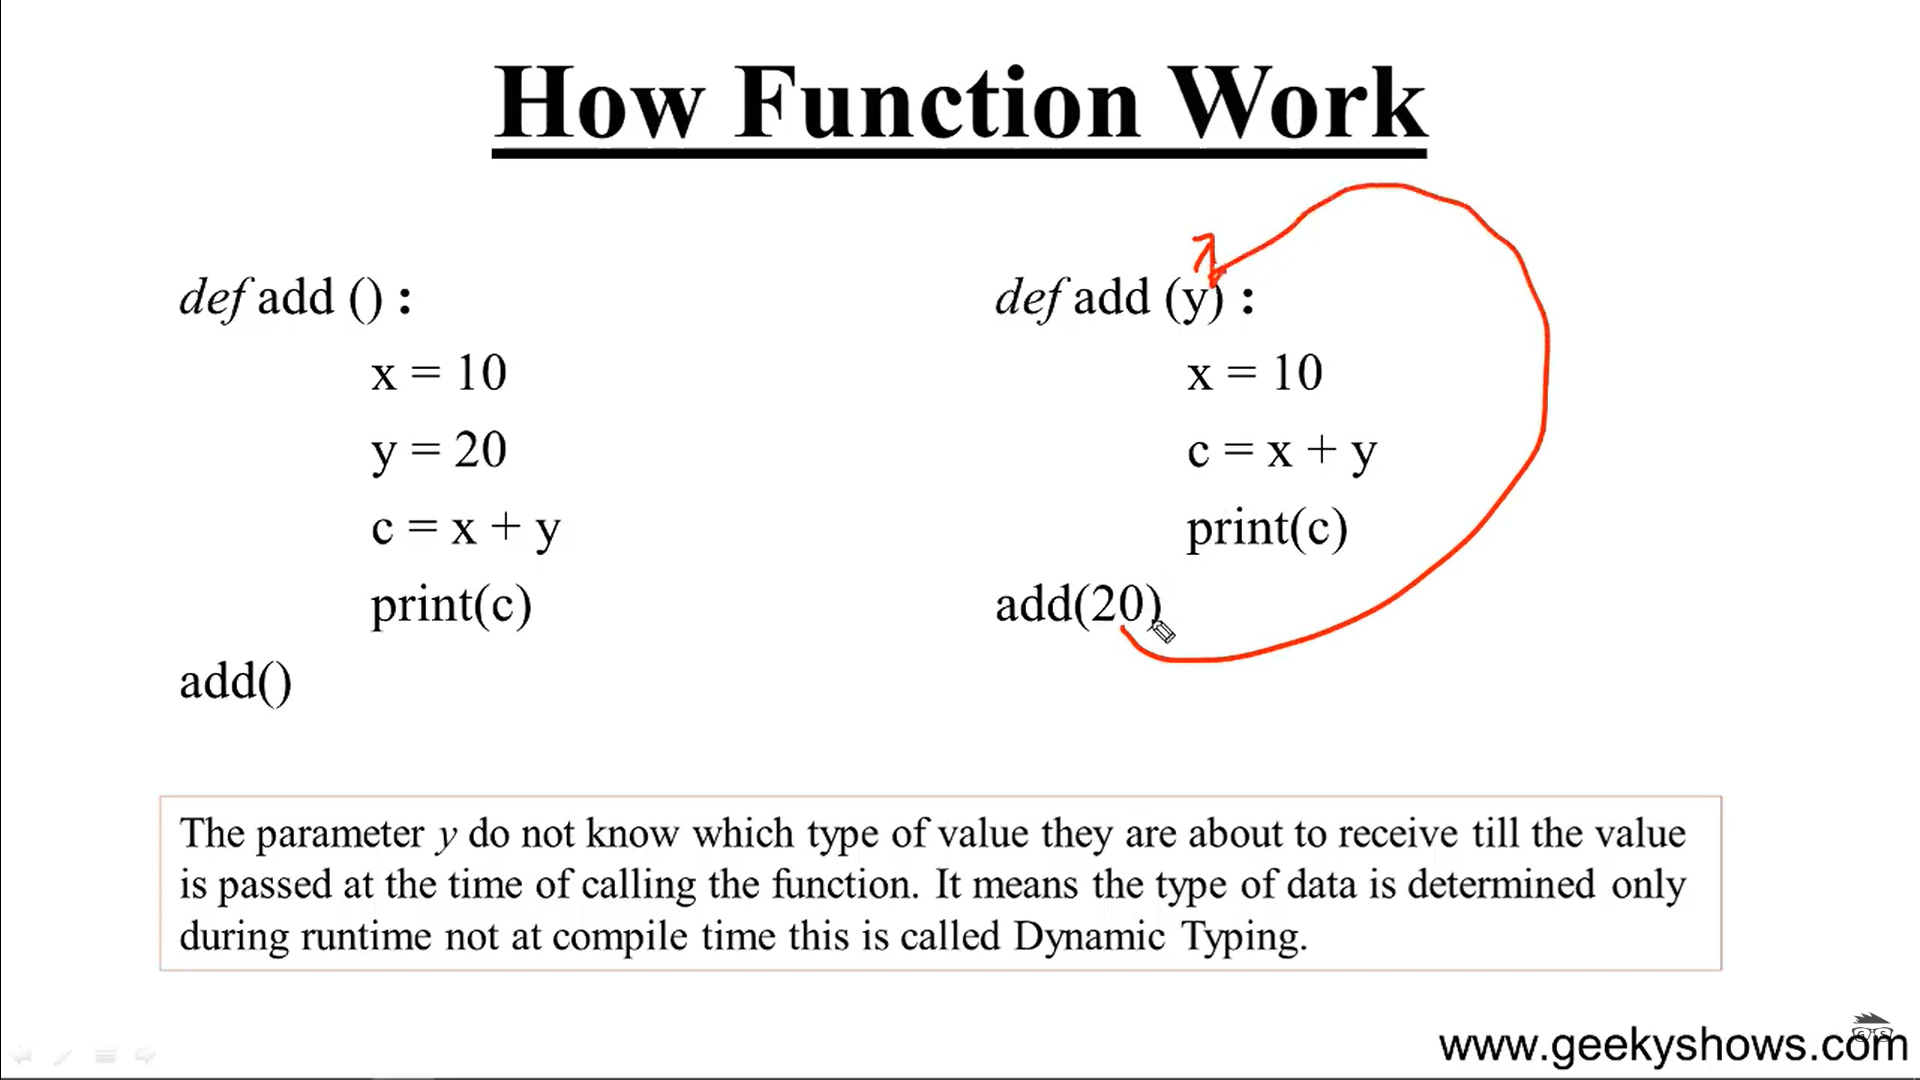 How Function Work
def add () :
x = 10
y = 20
c = x + y
print(c)
add()
def add (y) :
x = 10
c = x + y
print(c)
add(20)
The parameter y do not know which type of value they are about to receive till the value
is passed at the time of calling the function. It means the type of data is determined only
during runtime not at compile time this is called Dynamic Typing.
www.geekyshows.com